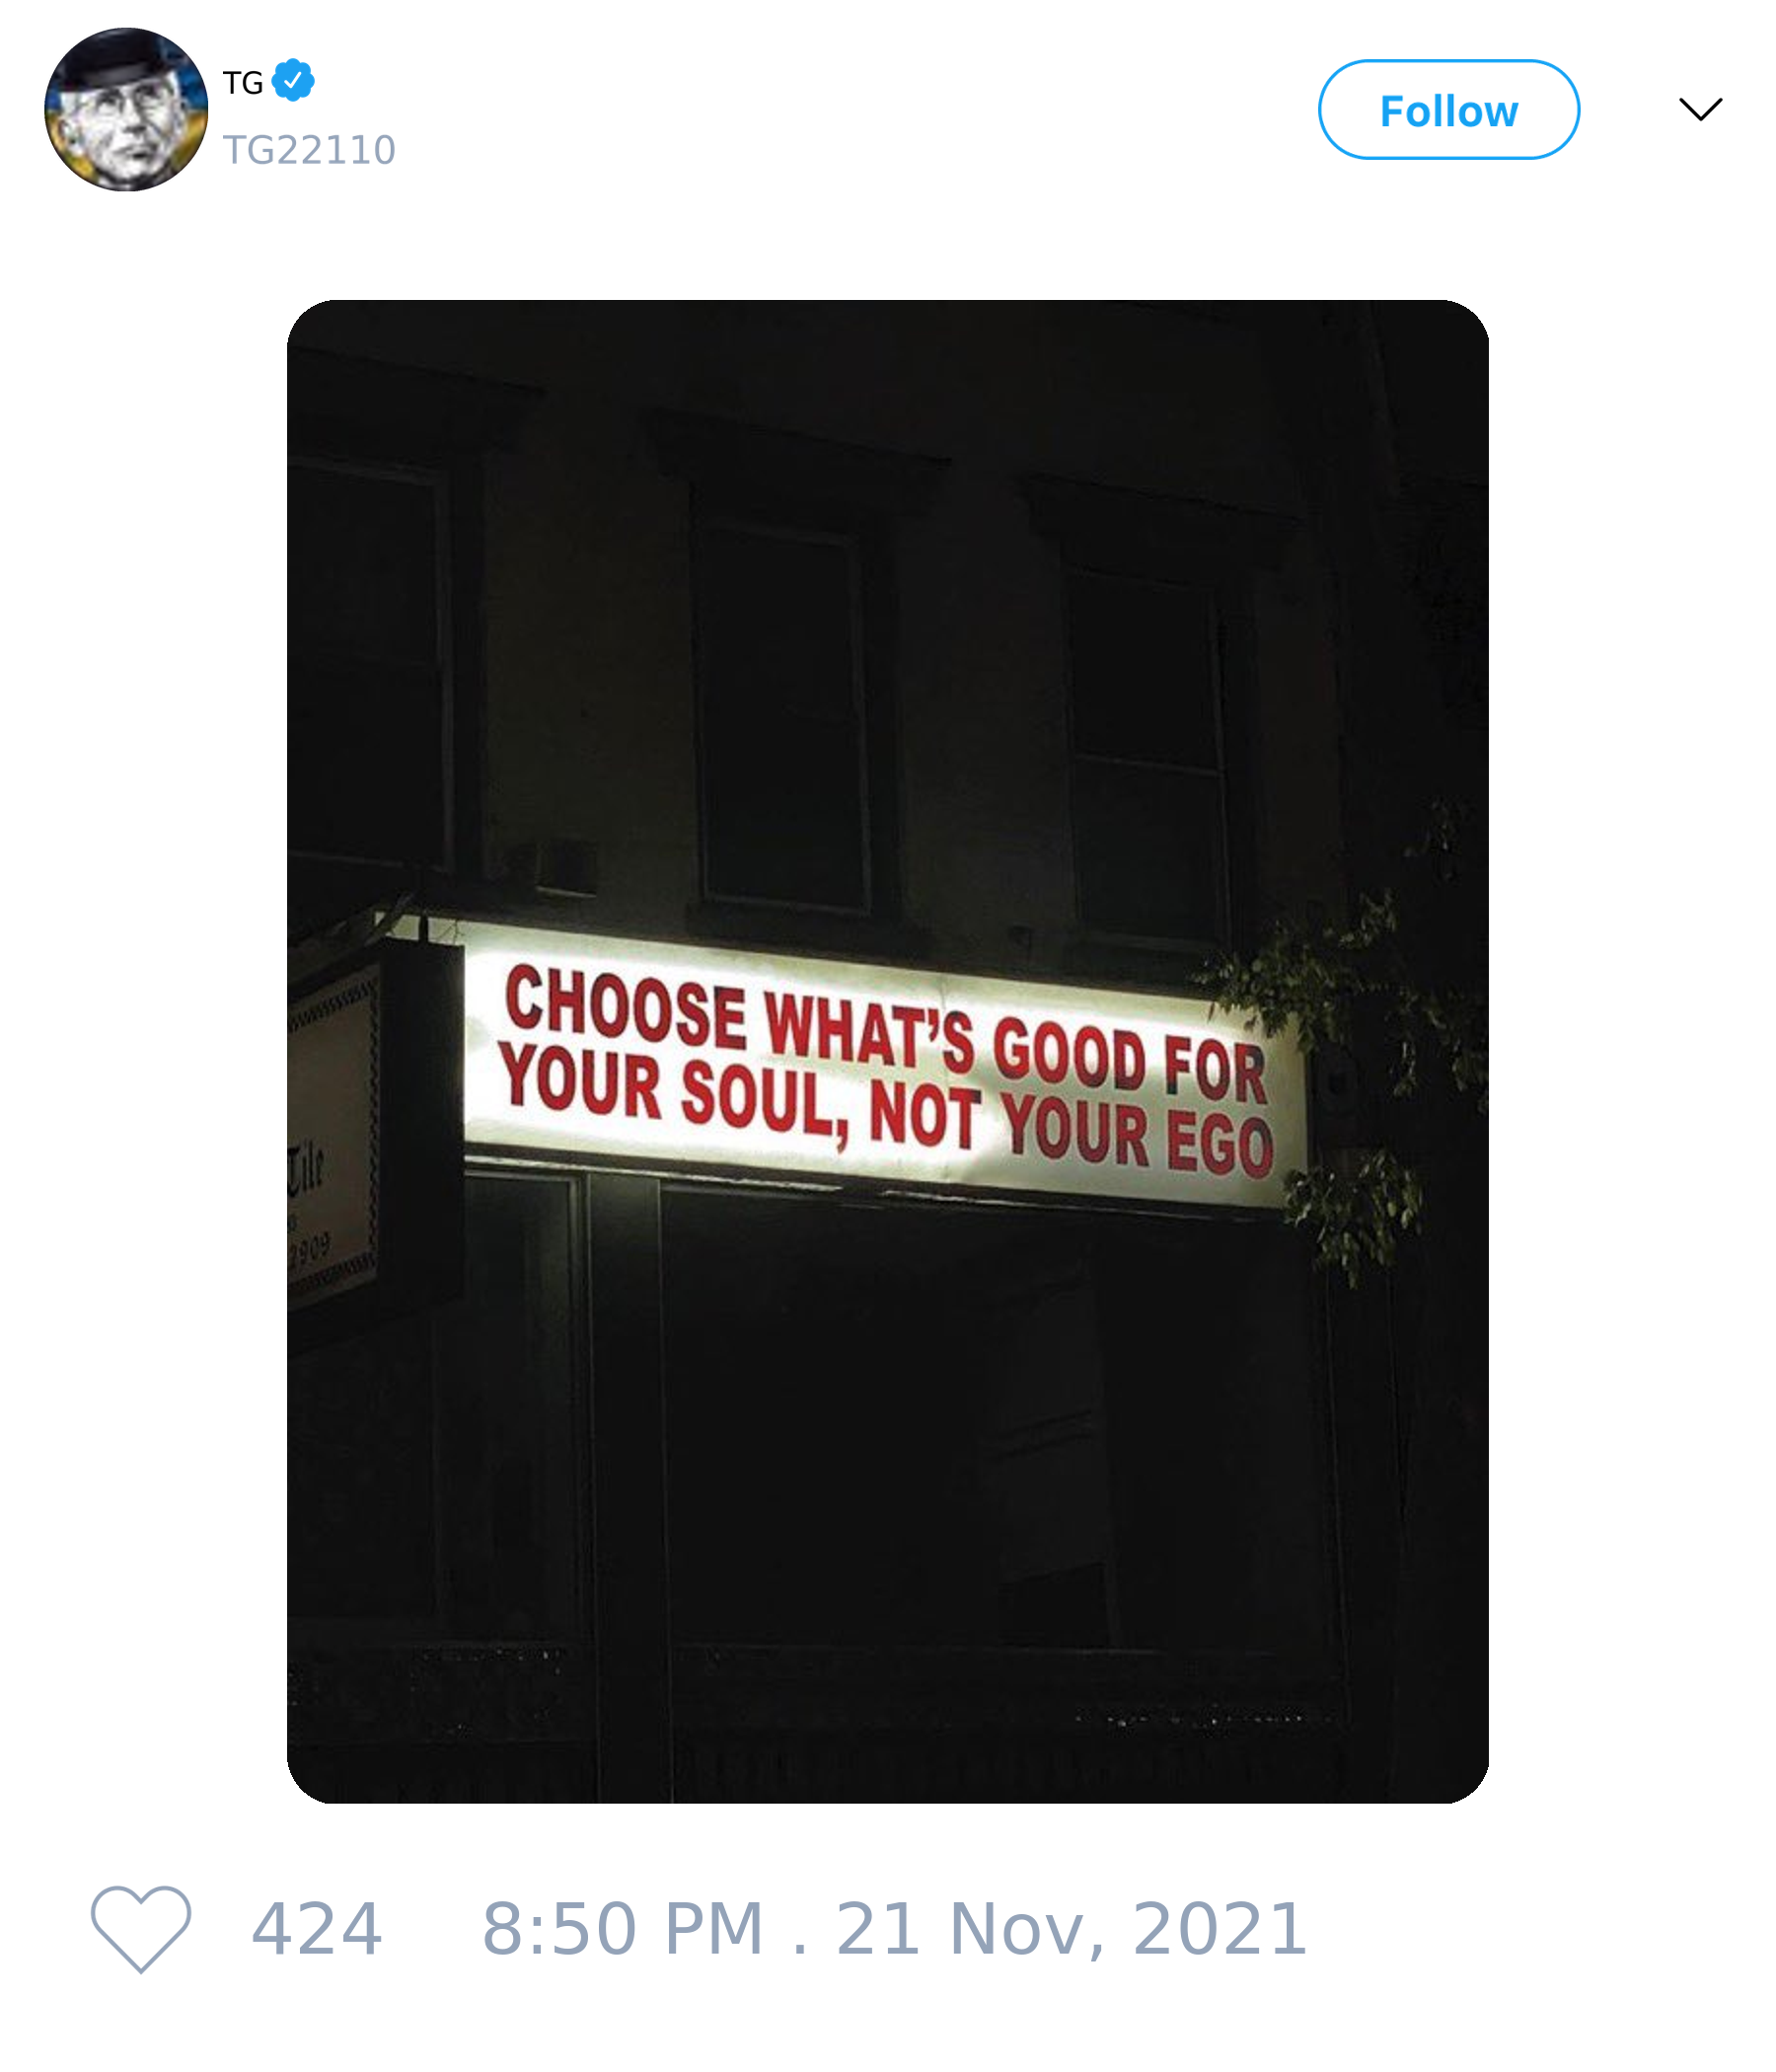 TG
TG22110
Follow
CHOOSE WHAT’S GOOD FOR
YOUR SOUL, NOT YOUR EGO
Tile
2909
424 8:50 PM . 21 Nov, 2021